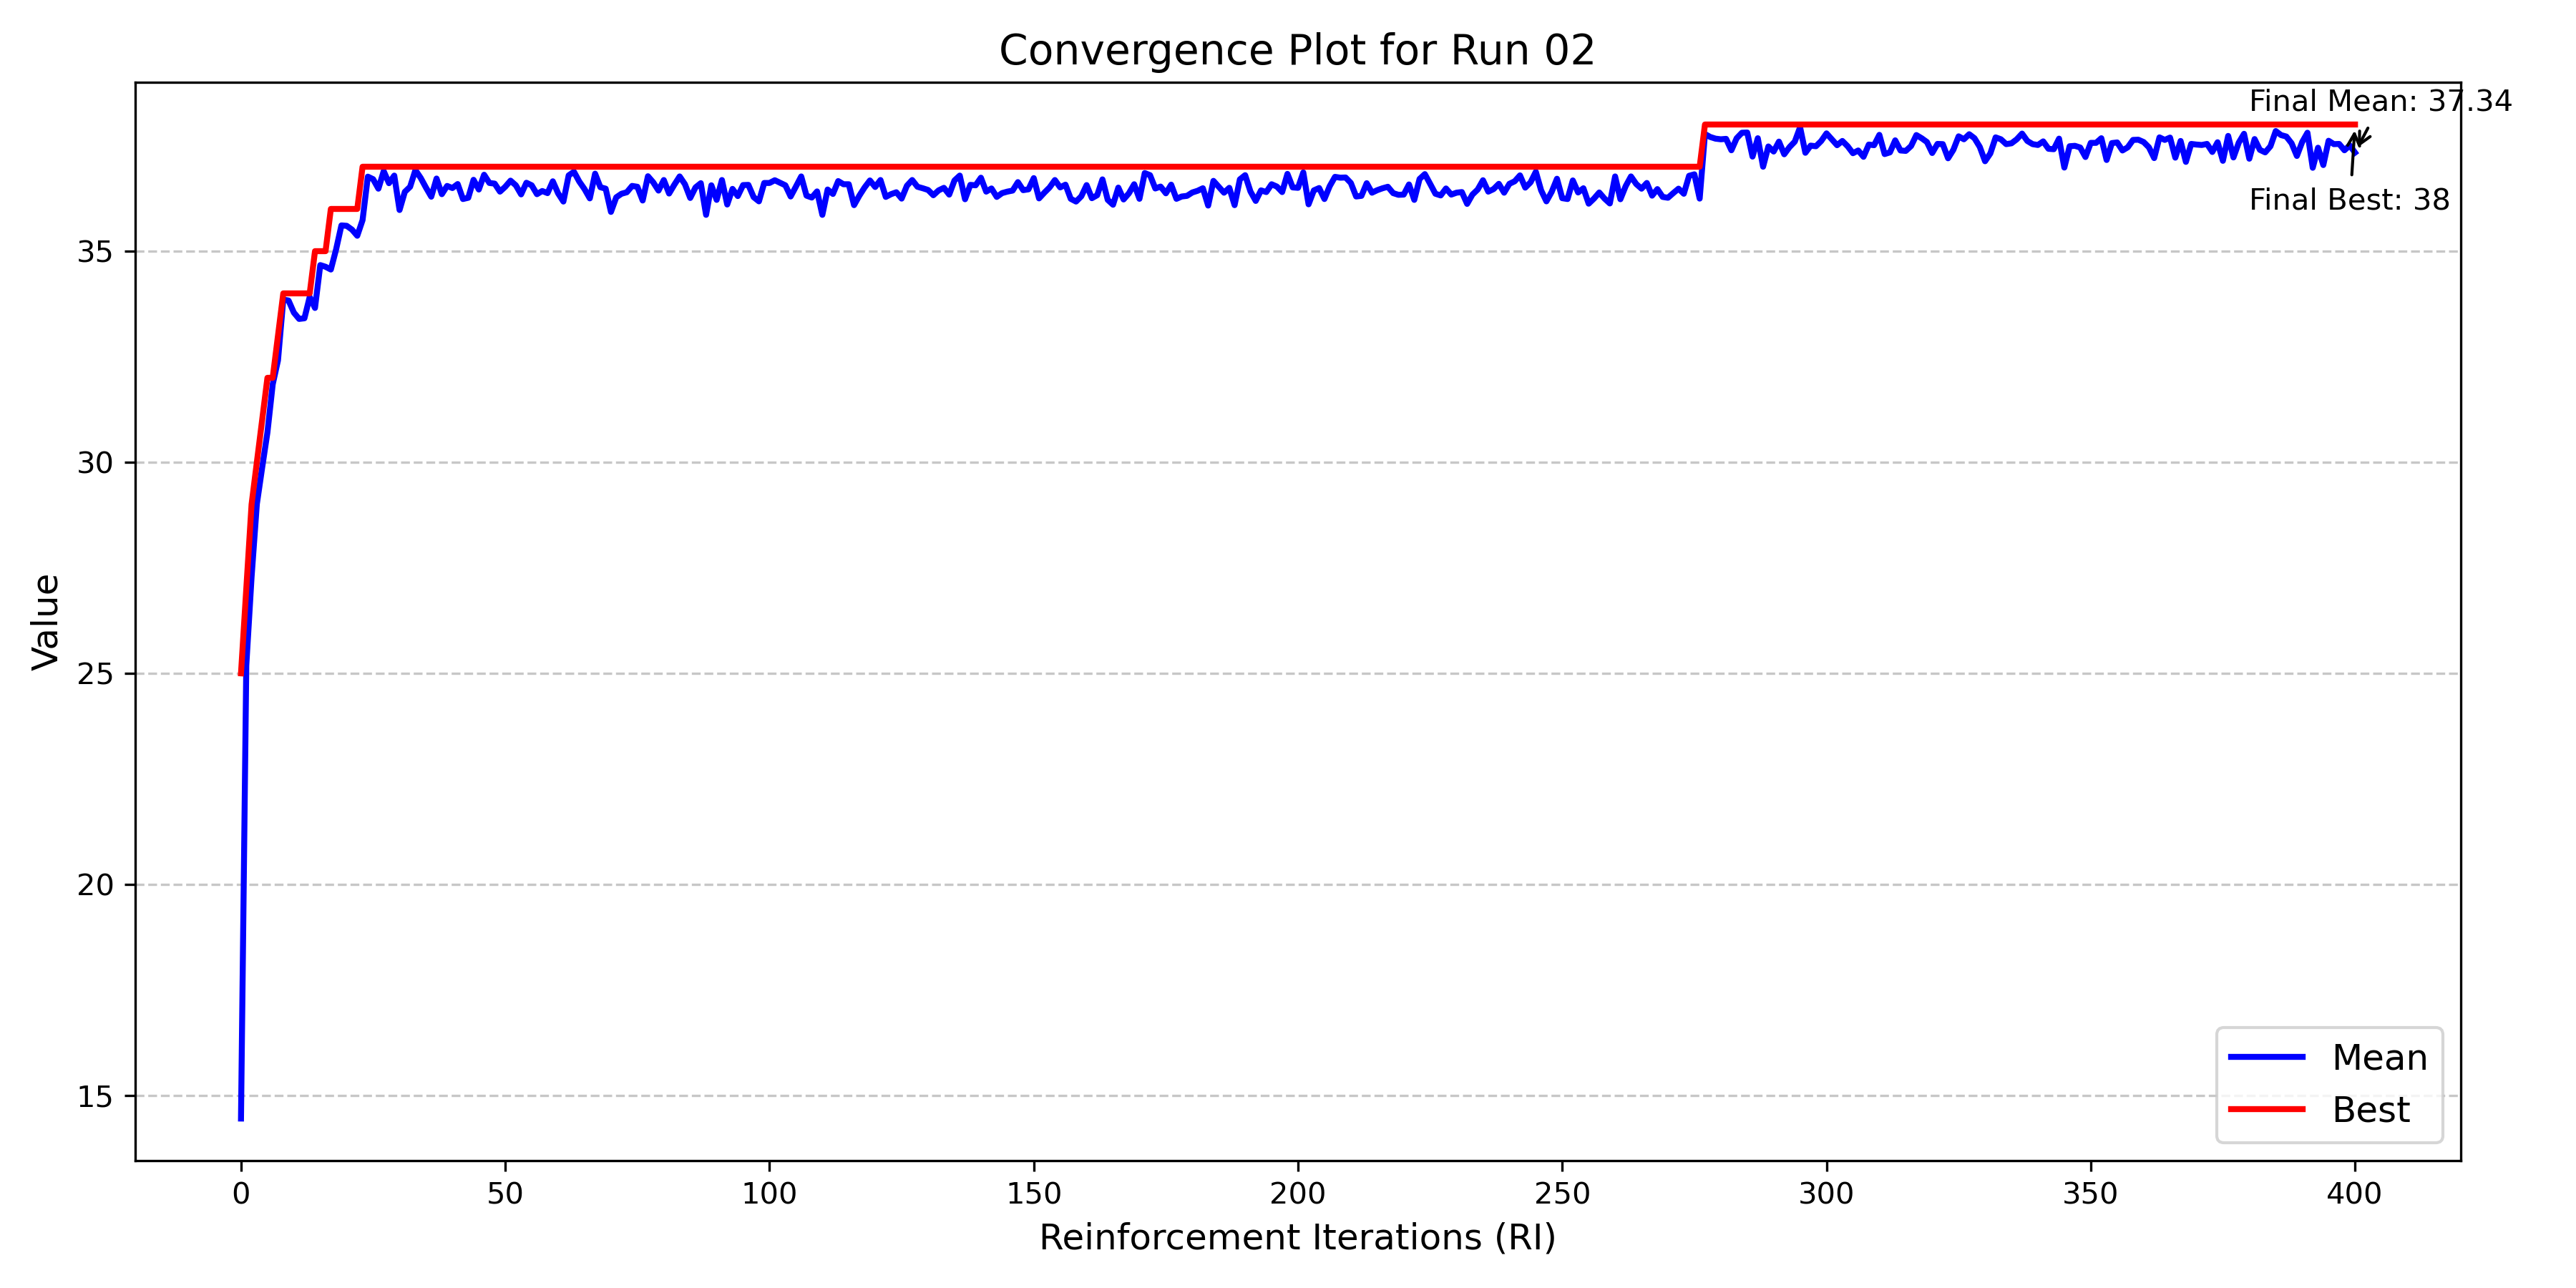 Convergence Plot for Run 02
Final Mean: 37.34
Final Best: 38
Value
35
30
25
20
15
Mean
Best
0 50 100 150 200 250 300 350 400
Reinforcement Iterations (RI)